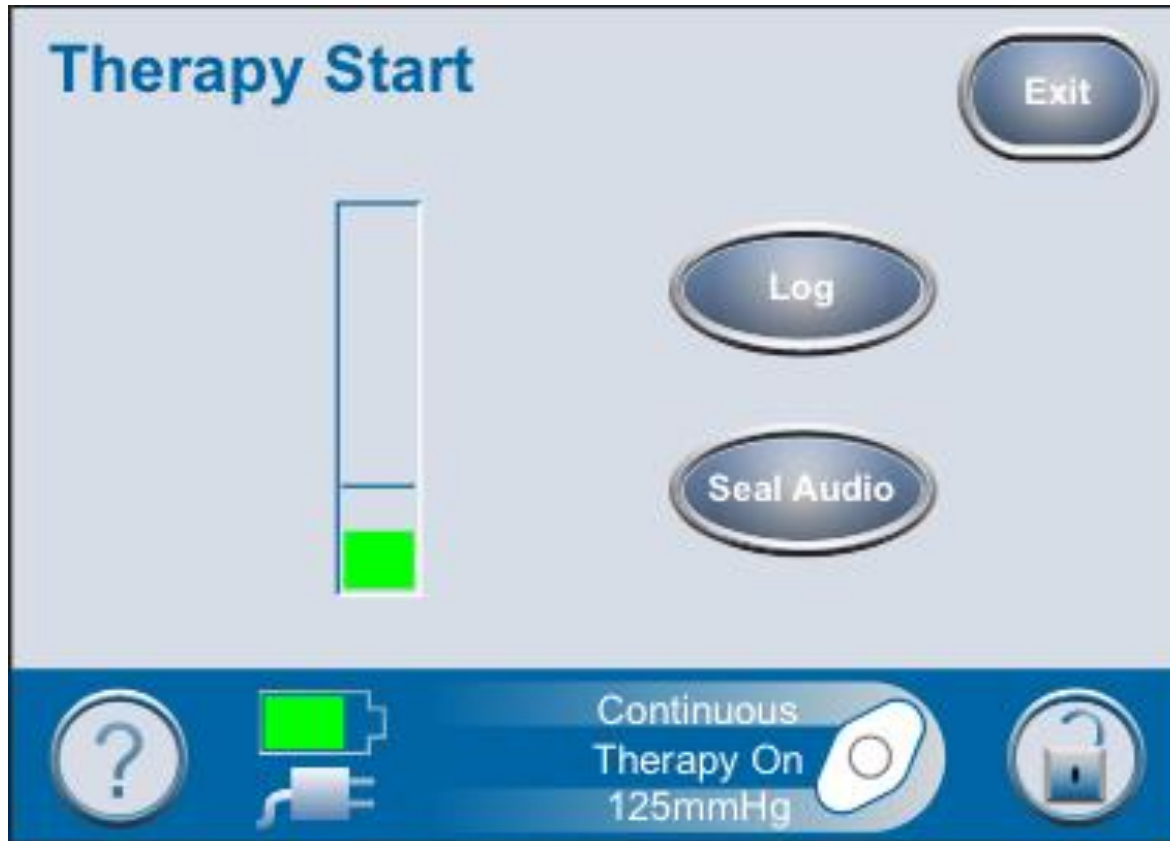 Therapy Start
Exit
Log
Seal Audio
?
Continuous
Therapy On
125mmHg